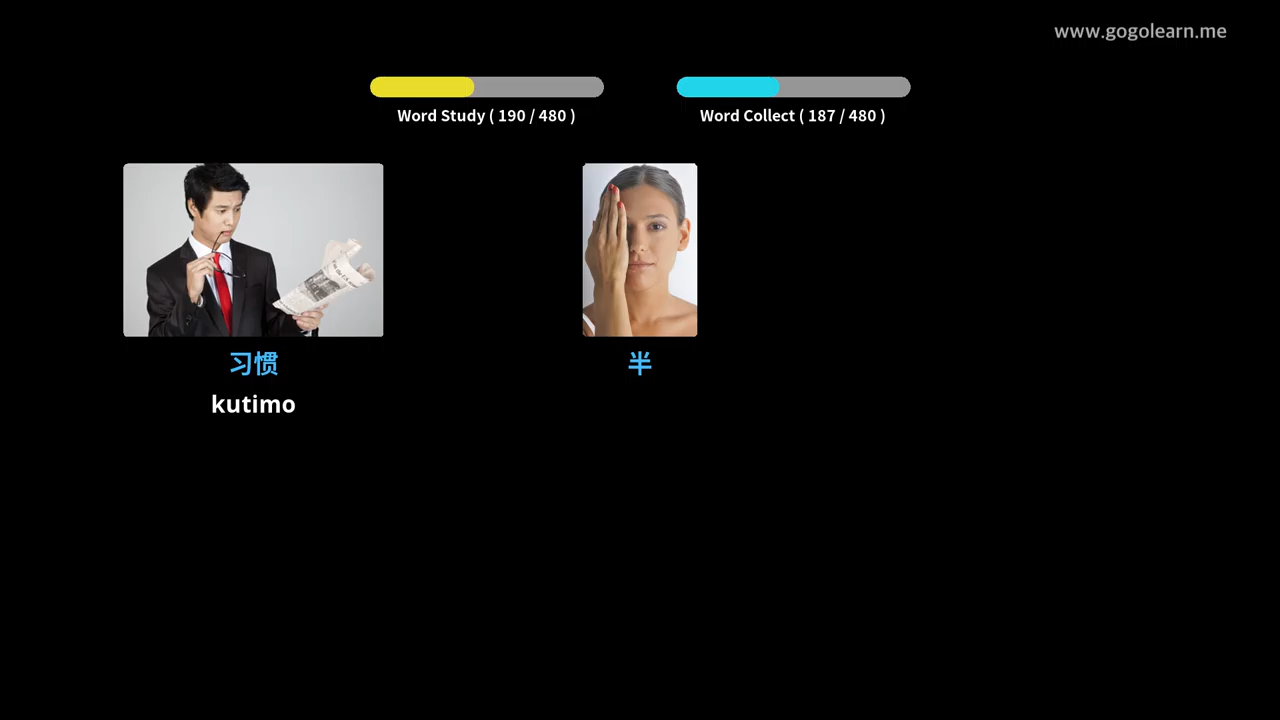 www.gogolearn.me
Word Study ( 190 / 480 )
Word Collect ( 187 / 480 )
习惯
kutimo
半